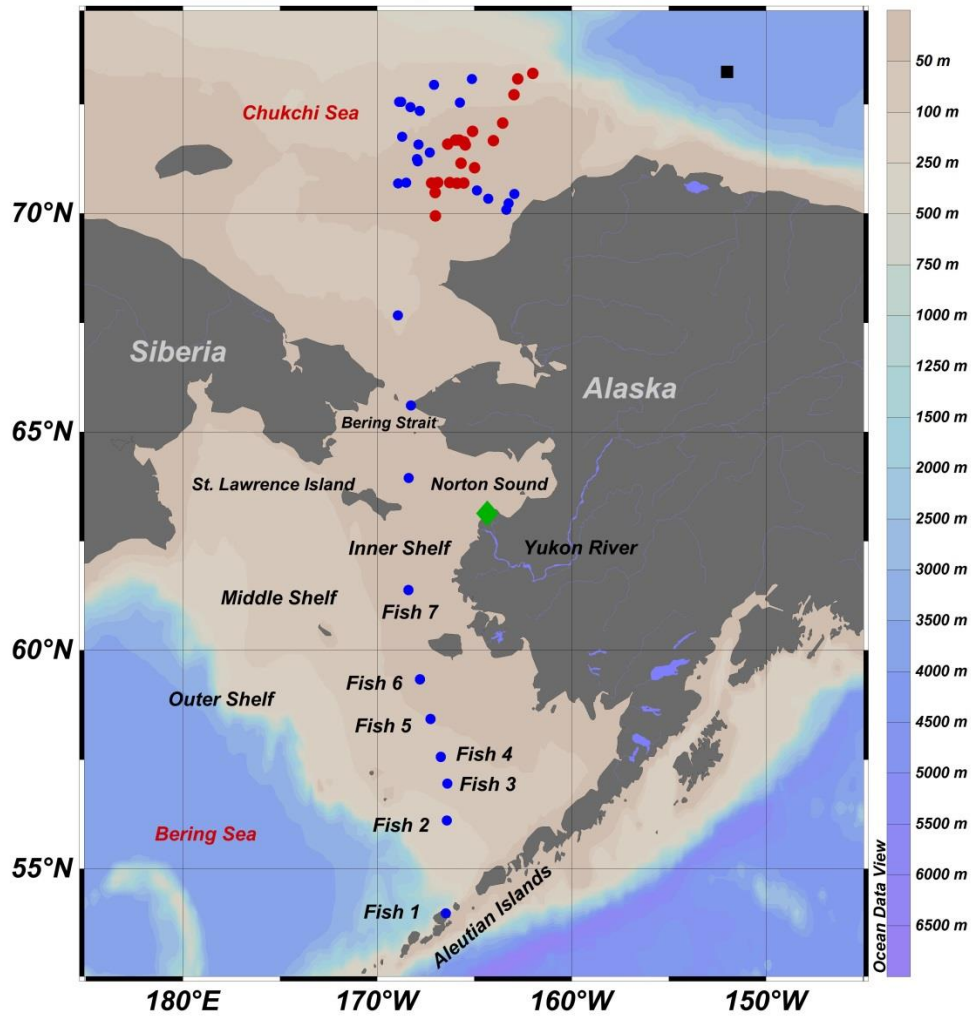 Chukchi Sea
70°N
Siberia
Alaska
65°N
Bering Strait
St. Lawrence Island
Norton Sound
Inner Shelf
Yukon River
Middle Shelf
Fish 7
60°N
Fish 6
Outer Shelf
Fish 5
Fish 4
Fish 3
Fish 2
Bering Sea
55°N
Fish 1
Aleutian Islands
180°E
170°W
160°W
150°W
Ocean Data View
50 m
100 m
250 m
500 m
750 m
1000 m
1250 m
1500 m
2000 m
2500 m
3000 m
3500 m
4000 m
4500 m
5000 m
5500 m
6000 m
6500 m